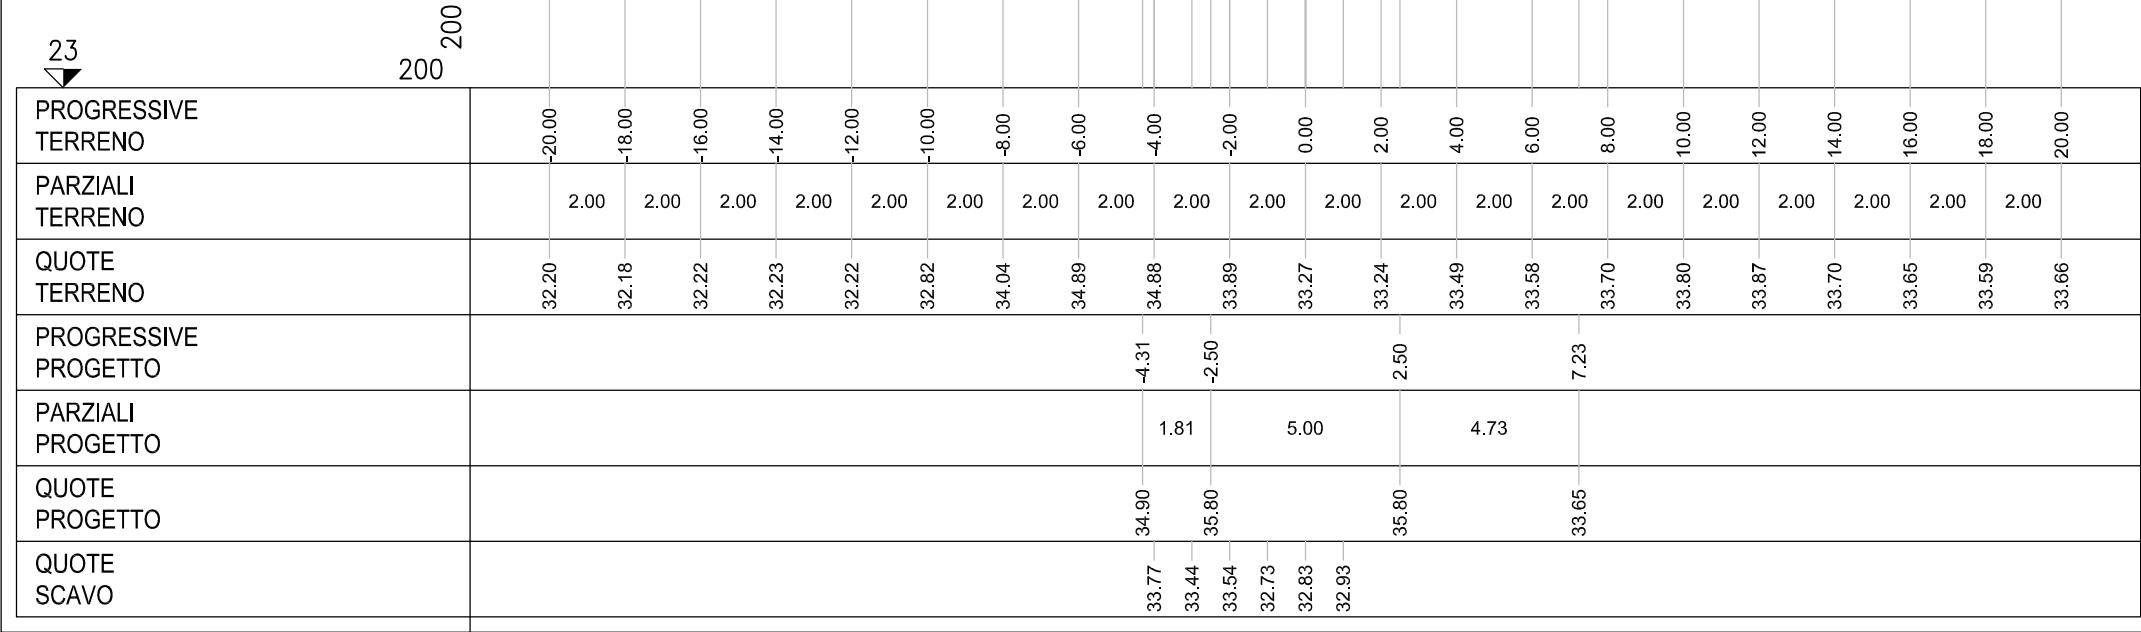 200
23
200
PROGRESSIVE
TERRENO
-20.00 -18.00 -16.00 -14.00 -12.00 -10.00 -8.00 -6.00 -4.00 -2.00 0.00 2.00 4.00 6.00 8.00 10.00 12.00 14.00 16.00 18.00 20.00
PARZIALI
TERRENO
2.00 2.00 2.00 2.00 2.00 2.00 2.00 2.00 2.00 2.00 2.00 2.00 2.00 2.00 2.00 2.00 2.00 2.00 2.00 2.00
QUOTE
TERRENO
32.20 32.18 32.22 32.23 32.22 32.82 34.04 34.89 34.88 33.89 33.27 33.24 33.49 33.58 33.70 33.80 33.87 33.70 33.65 33.59 33.66
PROGRESSIVE
PROGETTO
-4.31 -2.50 2.50 7.23
PARZIALI
PROGETTO
1.81 5.00 4.73
QUOTE
PROGETTO
34.90 35.80 35.80 33.65
QUOTE
SCAVO
33.77 33.44 33.54 32.73 32.83 32.93